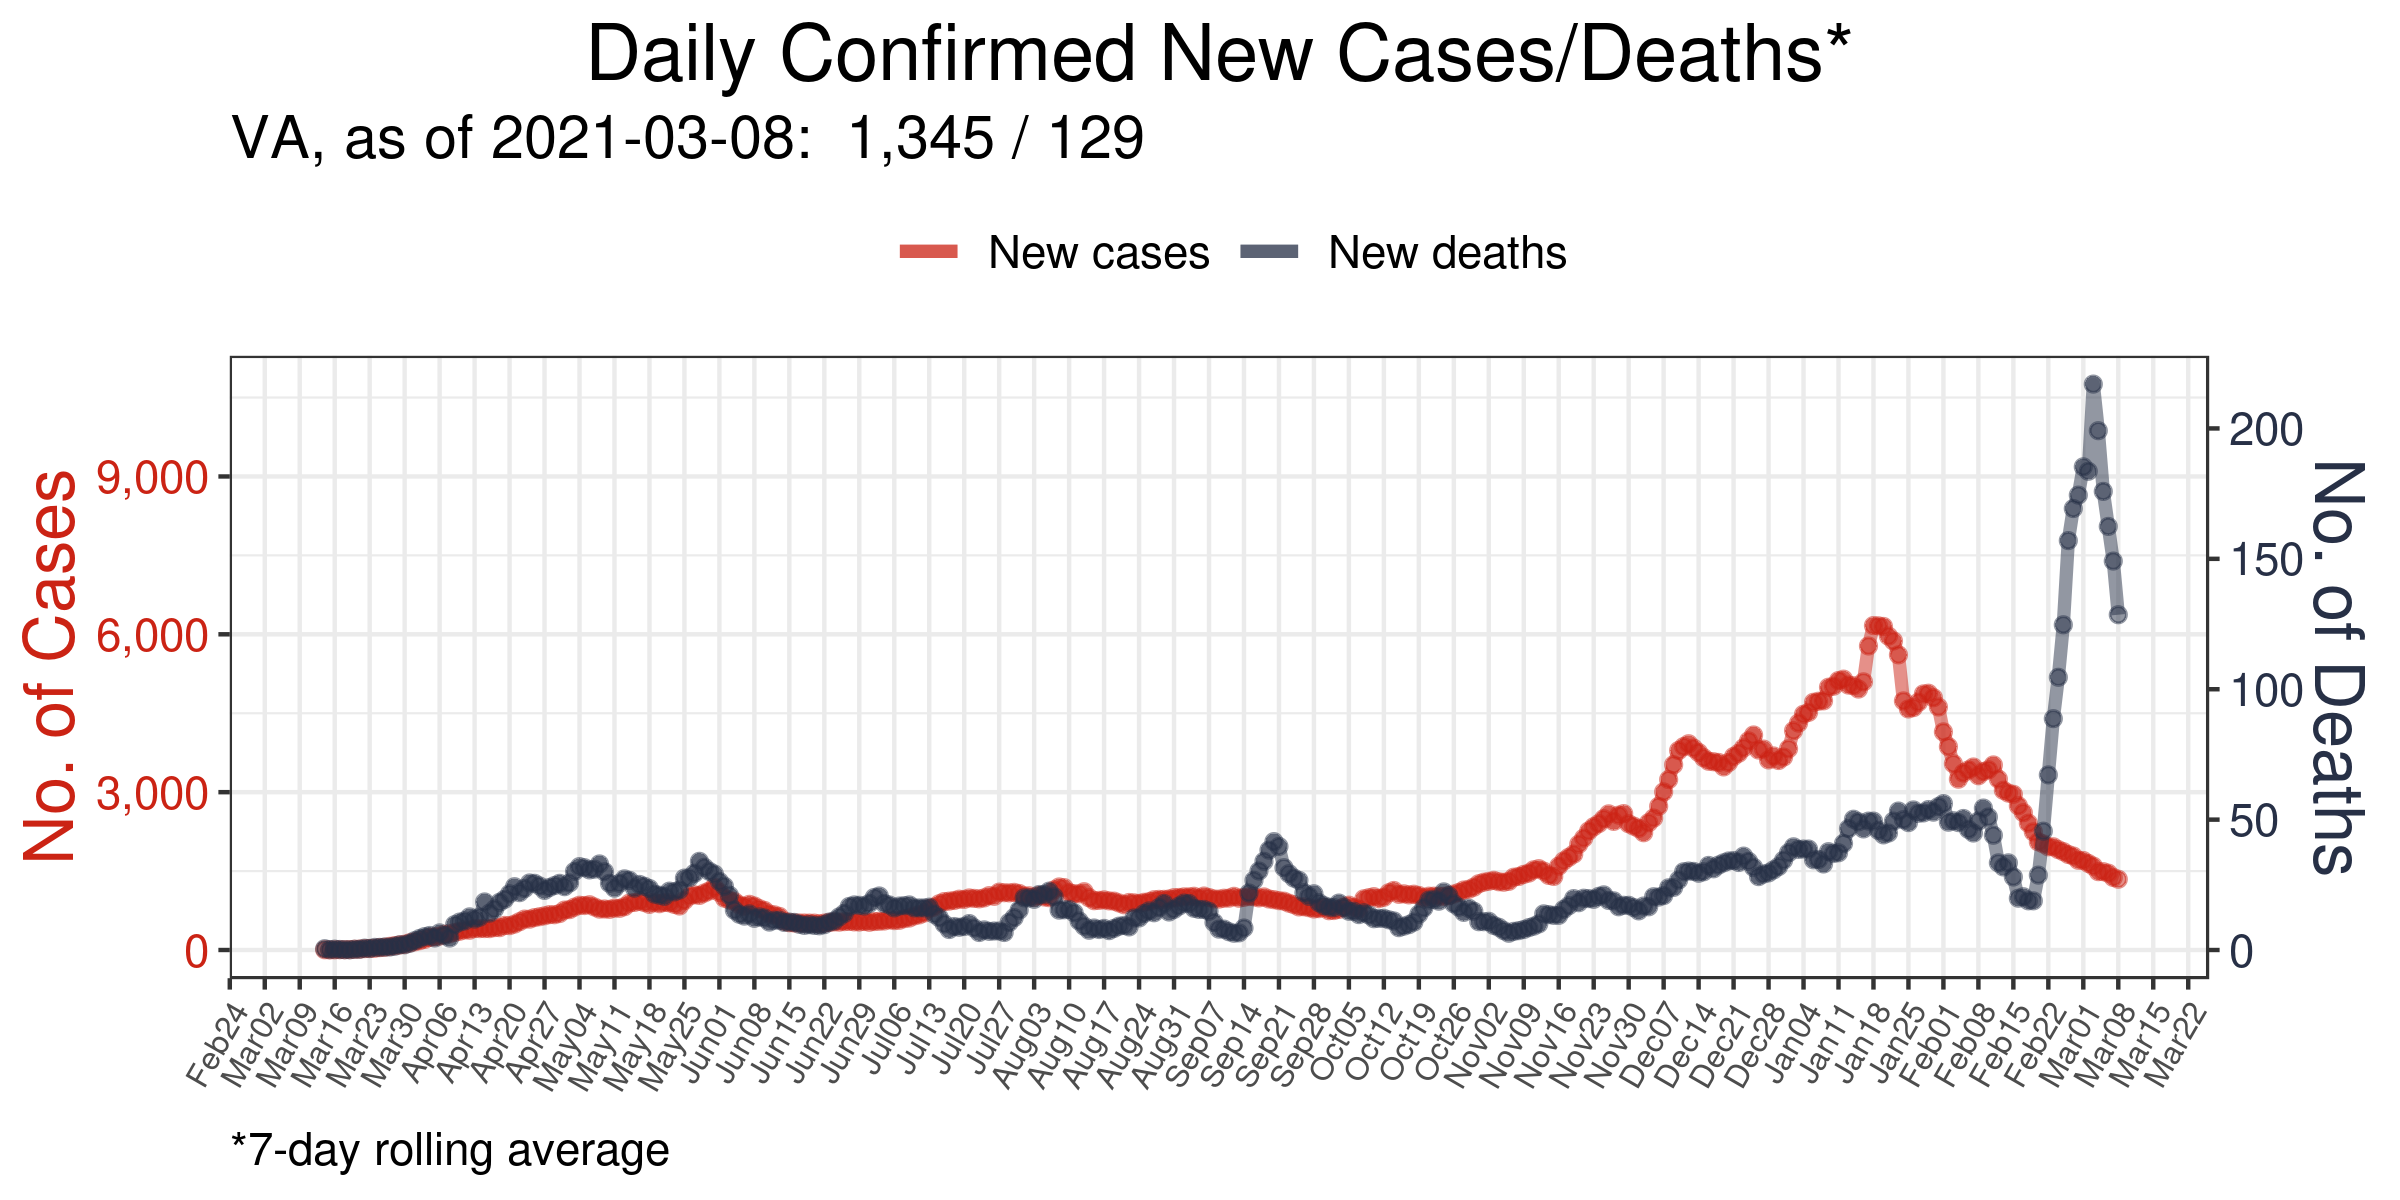 Daily Confirmed New Cases/Deaths*
VA, as of 2021-03-08:  1,345 / 129
New cases
New deaths
No. of Cases
9,000
6,000
3,000
0
200
150
100
50
0
No. of Deaths
Feb24
Mar02
Mar09
Mar16
Mar23
Mar30
Apr06
Apr13
Apr20
Apr27
May04
May11
May18
May25
Jun01
Jun08
Jun15
Jun22
Jun29
Jul06
Jul13
Jul20
Jul27
Aug03
Aug10
Aug17
Aug24
Aug31
Sep07
Sep14
Sep21
Sep28
Oct05
Oct12
Oct19
Oct26
Nov02
Nov09
Nov16
Nov23
Nov30
Dec07
Dec14
Dec21
Dec28
Jan04
Jan11
Jan18
Jan25
Feb01
Feb08
Feb15
Feb22
Mar01
Mar08
Mar15
Mar22
*7-day rolling average